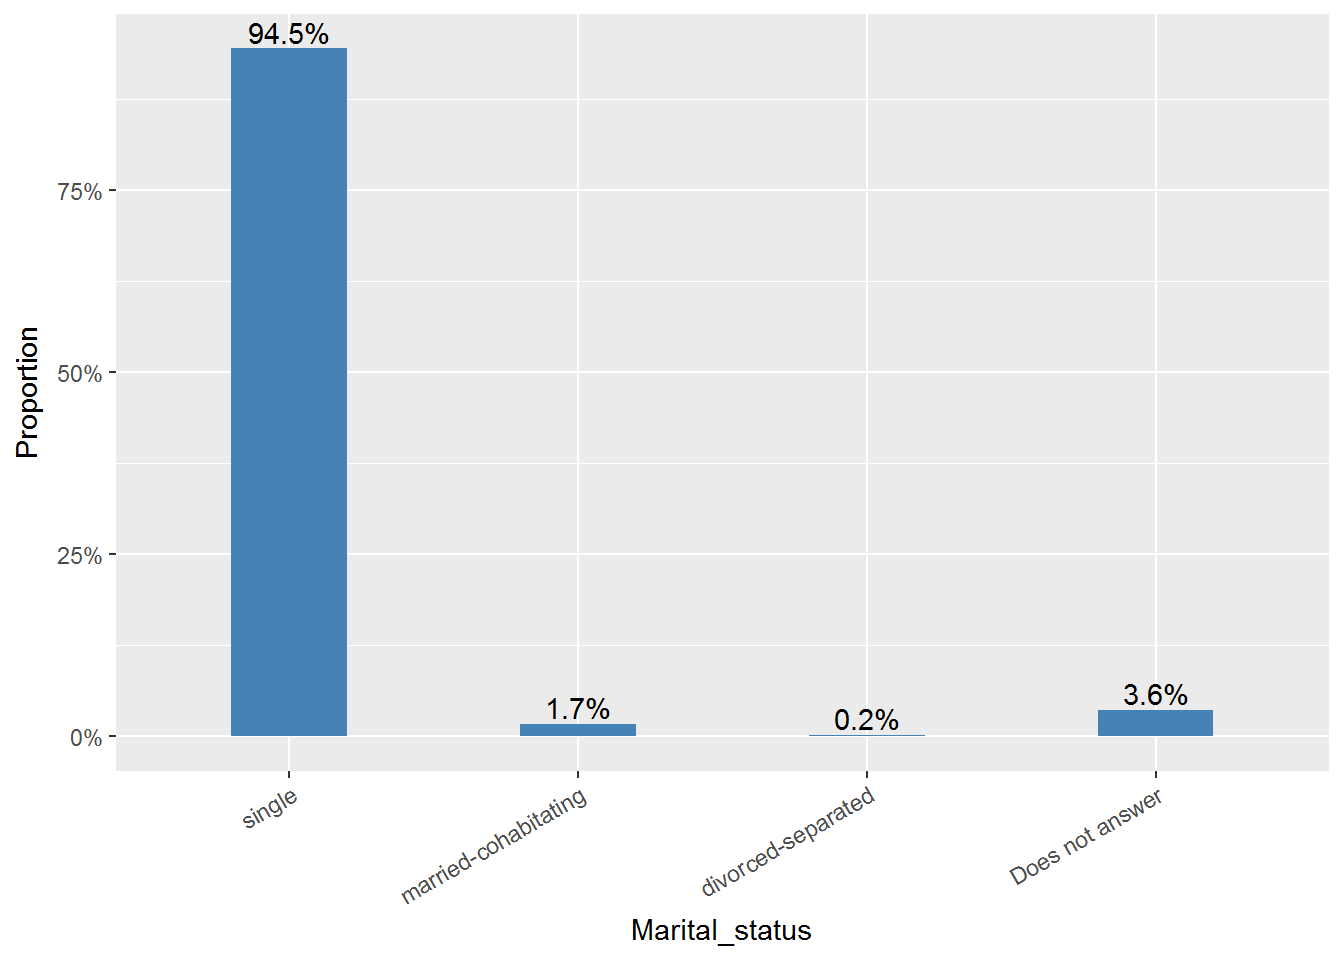 94.5%
75%
Proportion
50%
25%
3.6%
1.7%
0.2%
0%
single
married-cohabitating
divorced-separated
Does not answer
Marital_status